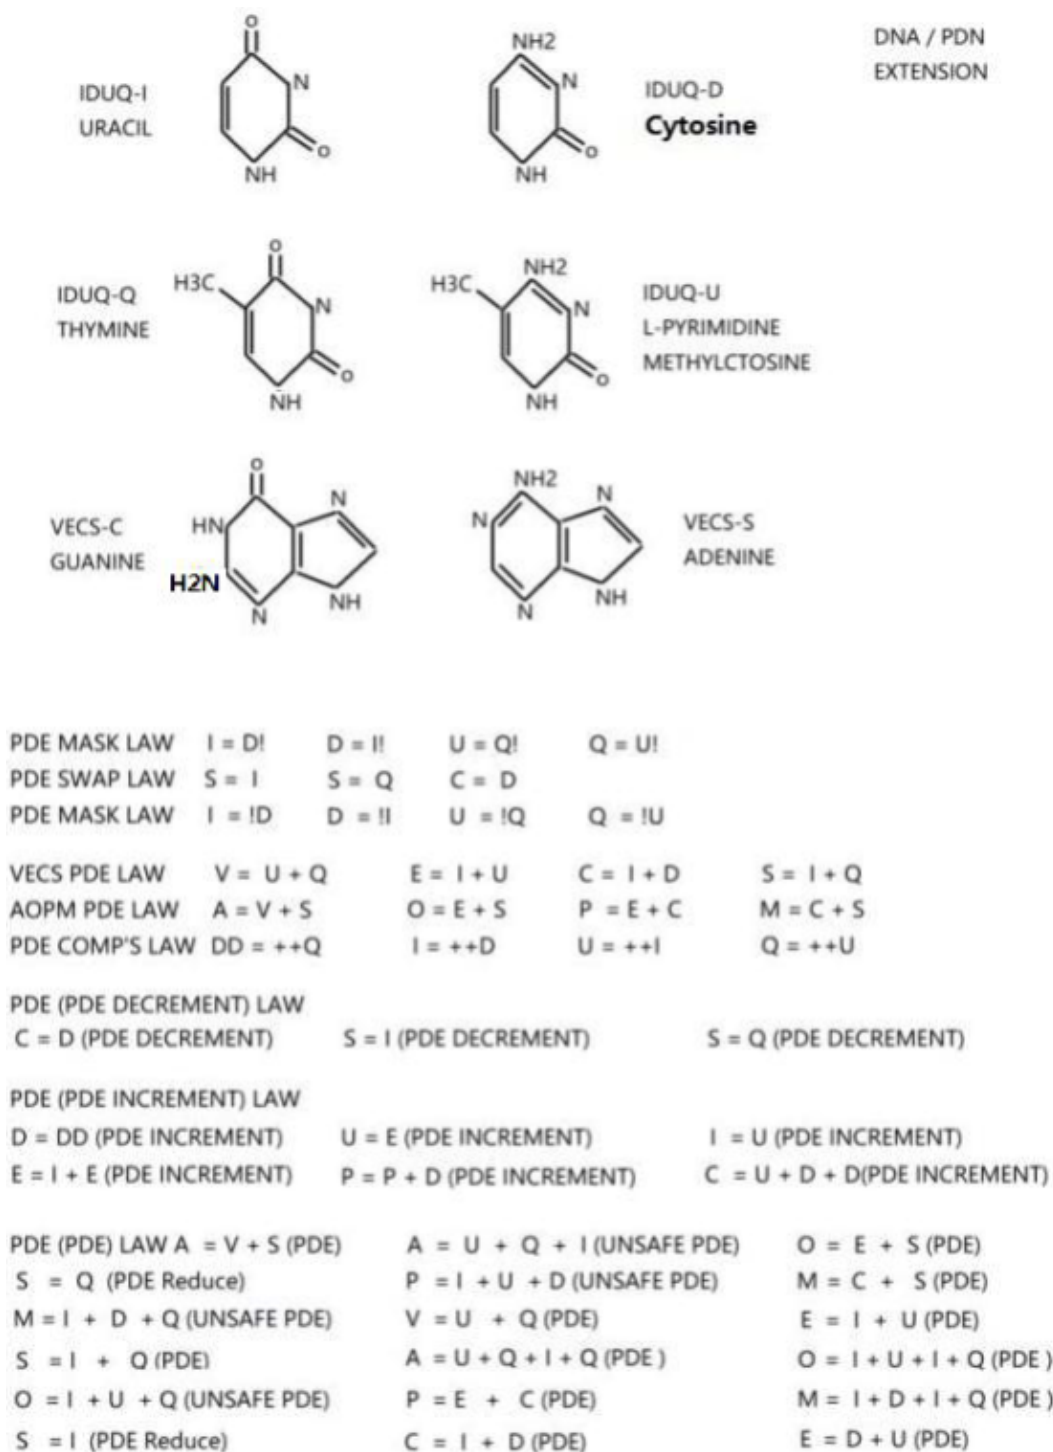 O
NH2
DNA / PDN
EXTENSION
IDUQ-I
URACIL
N
O
NH
N
O
NH
IDUQ-D
Cytosine
O
H3C
N
O
NH
IDUQ-Q
THYMINE
NH2
H3C
N
O
NH
IDUQ-U
L-PYRIMIDINE
METHYLCTOSINE
O
N
HN
H2N
N
NH
VECS-C
GUANINE
NH2
N
N
N
NH
VECS-S
ADENINE
PDE MASK LAW I = D! D = I! U = Q! Q = U!
PDE SWAP LAW S = I S = Q C = D
PDE MASK LAW I = !D D = !I U = !Q Q = !U
VECS PDE LAW V = U + Q E = I + U C = I + D S = I + Q
AOPM PDE LAW A = V + S O = E + S P = E + C M = C + S
PDE COMP'S LAW DD = ++Q I = ++D U = ++I Q = ++U
PDE (PDE DECREMENT) LAW
C = D (PDE DECREMENT) S = I (PDE DECREMENT) S = Q (PDE DECREMENT)
PDE (PDE INCREMENT) LAW
D = DD (PDE INCREMENT) U = E (PDE INCREMENT) I = U (PDE INCREMENT)
E = I + E (PDE INCREMENT) P = P + D (PDE INCREMENT) C = U + D + D(PDE INCREMENT)
PDE (PDE) LAW A = V + S (PDE) A = U + Q + I (UNSAFE PDE) O = E + S (PDE)
S = Q (PDE Reduce) P = I + U + D (UNSAFE PDE) M = C + S (PDE)
M = I + D + Q (UNSAFE PDE) V = U + Q (PDE) E = I + U (PDE)
S = I + Q (PDE) A = U + Q + I + Q (PDE ) O = I + U + I + Q (PDE )
O = I + U + Q (UNSAFE PDE) P = E + C (PDE) M = I + D + I + Q (PDE )
S = I (PDE Reduce) C = I + D (PDE) E = D + U (PDE)